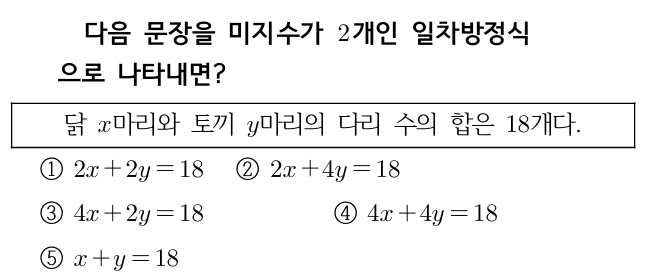 다음 문장을 미지수가 2개인 일차방정식
으로 나타내면?
닭 x마리와 토끼 y마리의 다리 수의 합은 18개다.
① 2x+2y=18 ② 2x+4y=18
③ 4x+2y=18 ④ 4x+4y=18
⑤ x+y=18